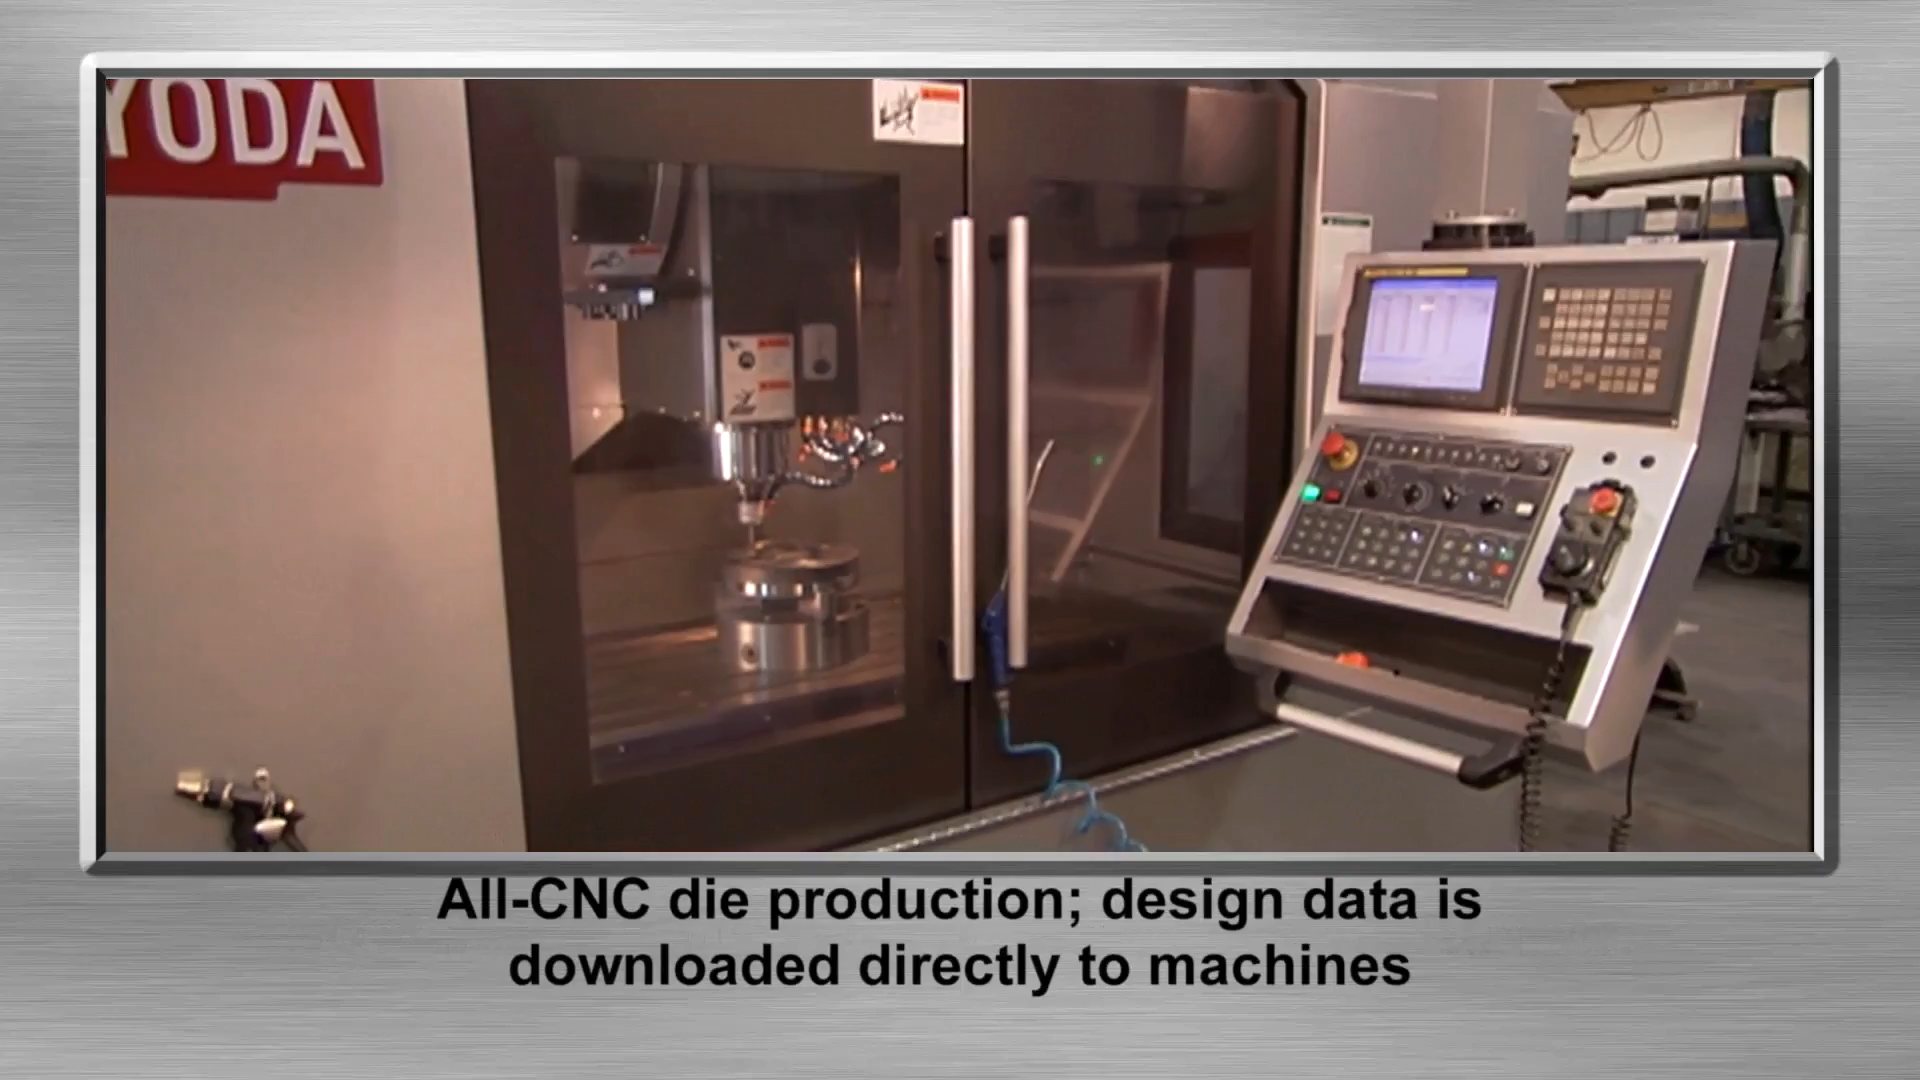 YODA
All-CNC die production; design data is
downloaded directly to machines